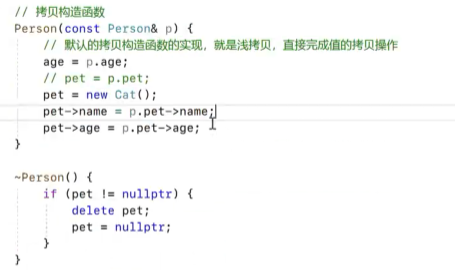 // 拷贝构造函数
Person(const Person& p) {
    // 默认的拷贝构造函数的实现，就是浅拷贝，直接完成值的拷贝操作
    age = p.age;
    // pet = p.pet;
    pet = new Cat();
    pet->name = p.pet->name;
    pet->age = p.pet->age;
}

~Person() {
    if (pet != nullptr) {
        delete pet;
        pet = nullptr;
    }
}